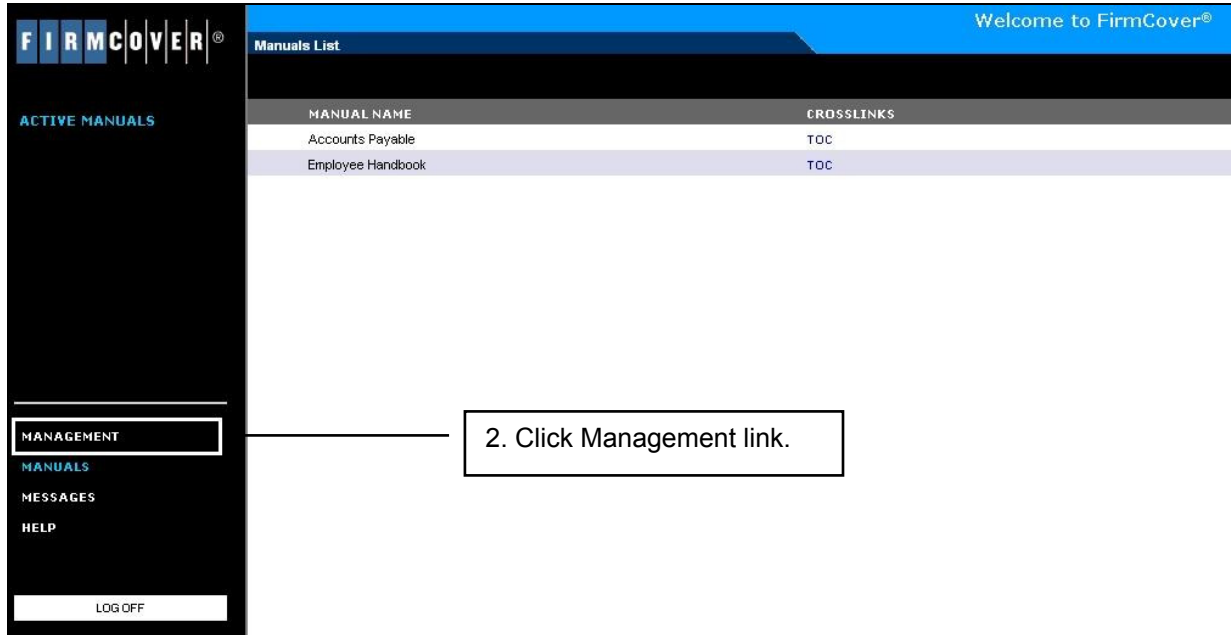 FIRMCOVER®
Welcome to FirmCover®
Manuals List
ACTIVE MANUALS
MANUAL NAME CROSSLINKS
Accounts Payable TOC
Employee Handbook TOC
MANAGEMENT
2. Click Management link.
MANUALS
MESSAGES
HELP
LOG OFF